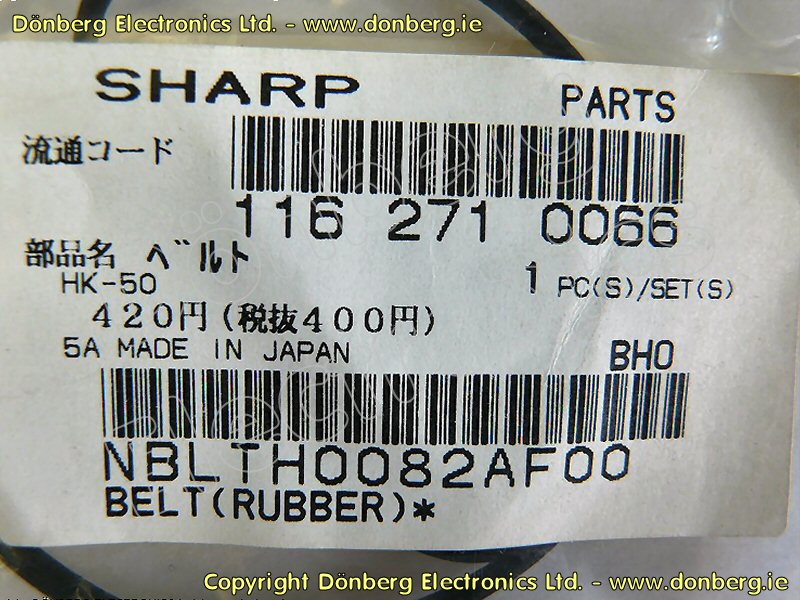 Dönberg Electronics Ltd. - www.donberg.ie
SHARP PARTS
流通コード
116 271 0066
部品名 ベルト
HK-50 1 PC(S)/SET(S)
420円(税抜400円)
5A MADE IN JAPAN BH0
NBLTH0082AF00
BELT(RUBBER)*
Copyright Dönberg Electronics Ltd. - www.donberg.ie